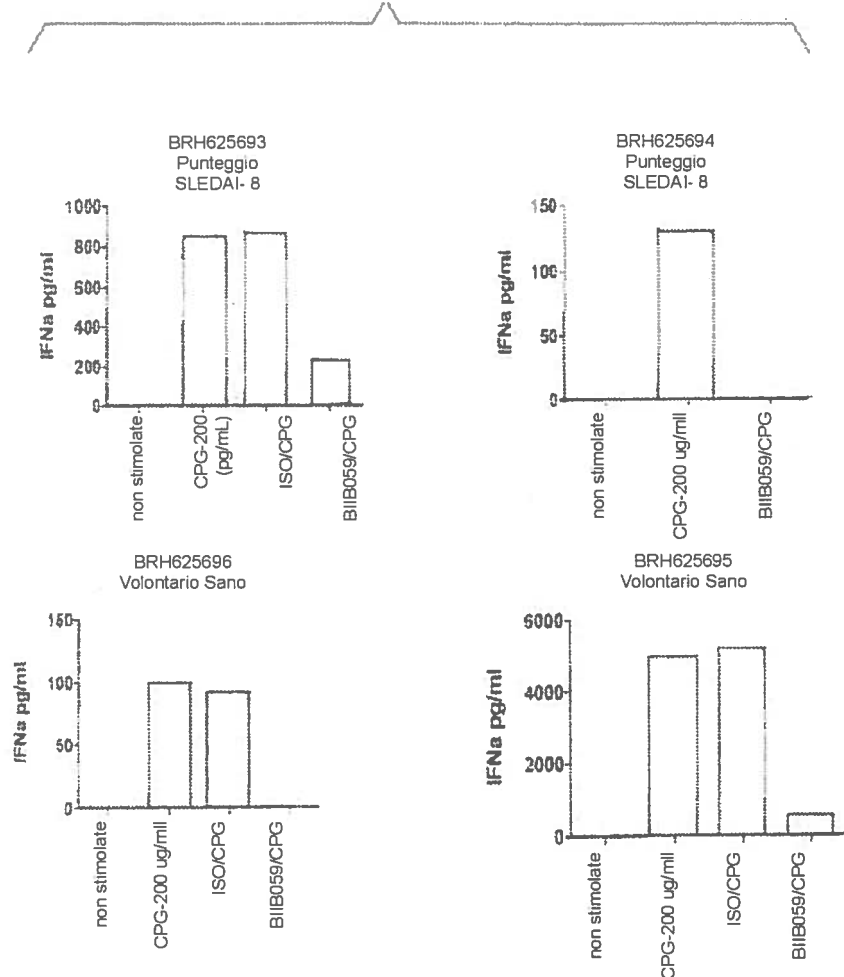 BRH625693
Punteggio
SLEDAI- 8
IFNa pg/ml
1000
800
600
400
200
0
non stimolate
CPG-200
(pg/mL)
ISO/CPG
BIIB059/CPG
BRH625694
Punteggio
SLEDAI- 8
IFNa pg/ml
150
100
50
0
non stimolate
CPG-200 ug/mll
BIIB059/CPG
BRH625696
Volontario Sano
IFNa pg/ml
150
100
50
0
non stimolate
CPG-200 ug/mll
ISO/CPG
BIIB059/CPG
BRH625695
Volontario Sano
IFNa pg/ml
6000
4000
2000
0
non stimolate
CPG-200 ug/mll
ISO/CPG
BIIB059/CPG